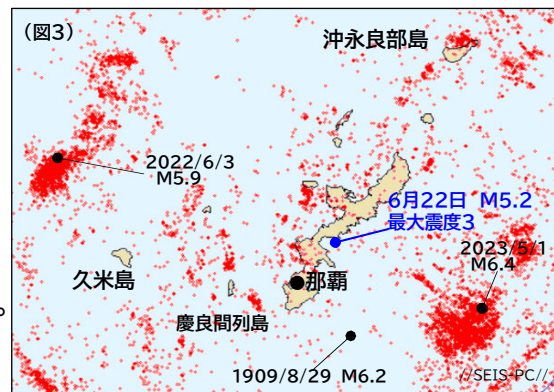 (図3)
沖永良部島
2022/6/3
M5.9
6月22日 M5.2
最大震度3
2023/5/1
M6.4
久米島
那覇
慶良間列島
。
1909/8/29 M6.2
//SEIS-PC//